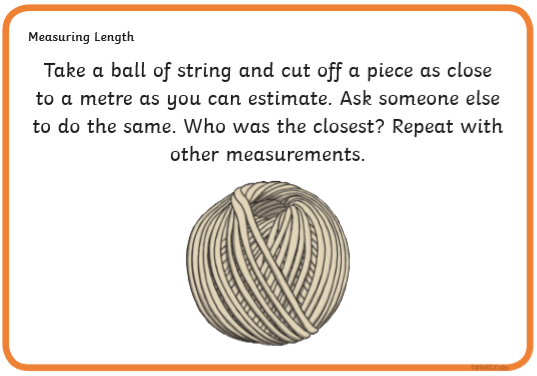 Measuring Length
Take a ball of string and cut off a piece as close
to a metre as you can estimate. Ask someone else
to do the same. Who was the closest? Repeat with
other measurements.